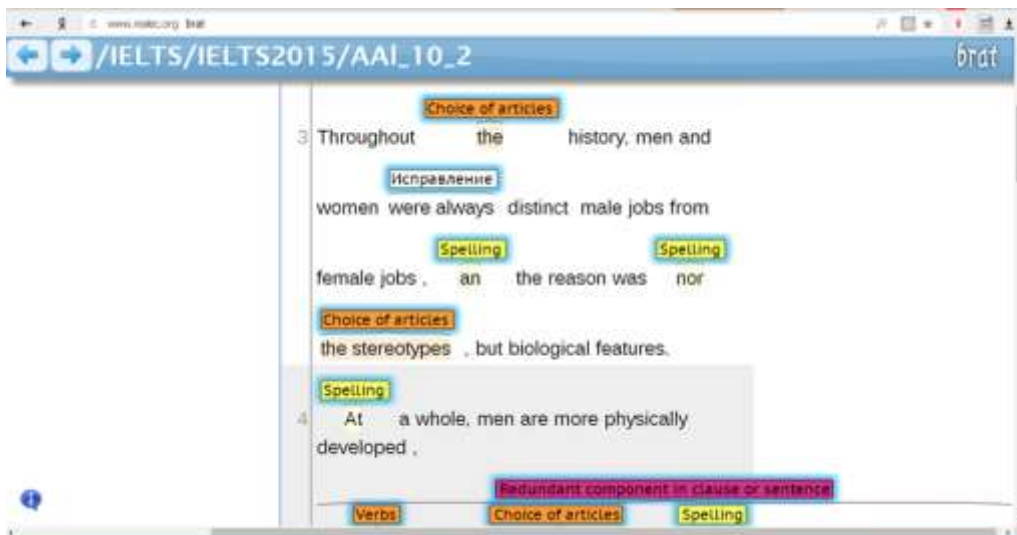 brat
/IELTS/IELTS2015/AAl_10_2 brat
Choice of articles
3 Throughout the history, men and
Исправление
women were always distinct male jobs from
Spelling Spelling
female jobs , an the reason was nor
Choice of articles
the stereotypes , but biological features.
Spelling
4 At a whole, men are more physically
developed ,
Redundant component in clause or sentence
Verbs Choice of articles Spelling